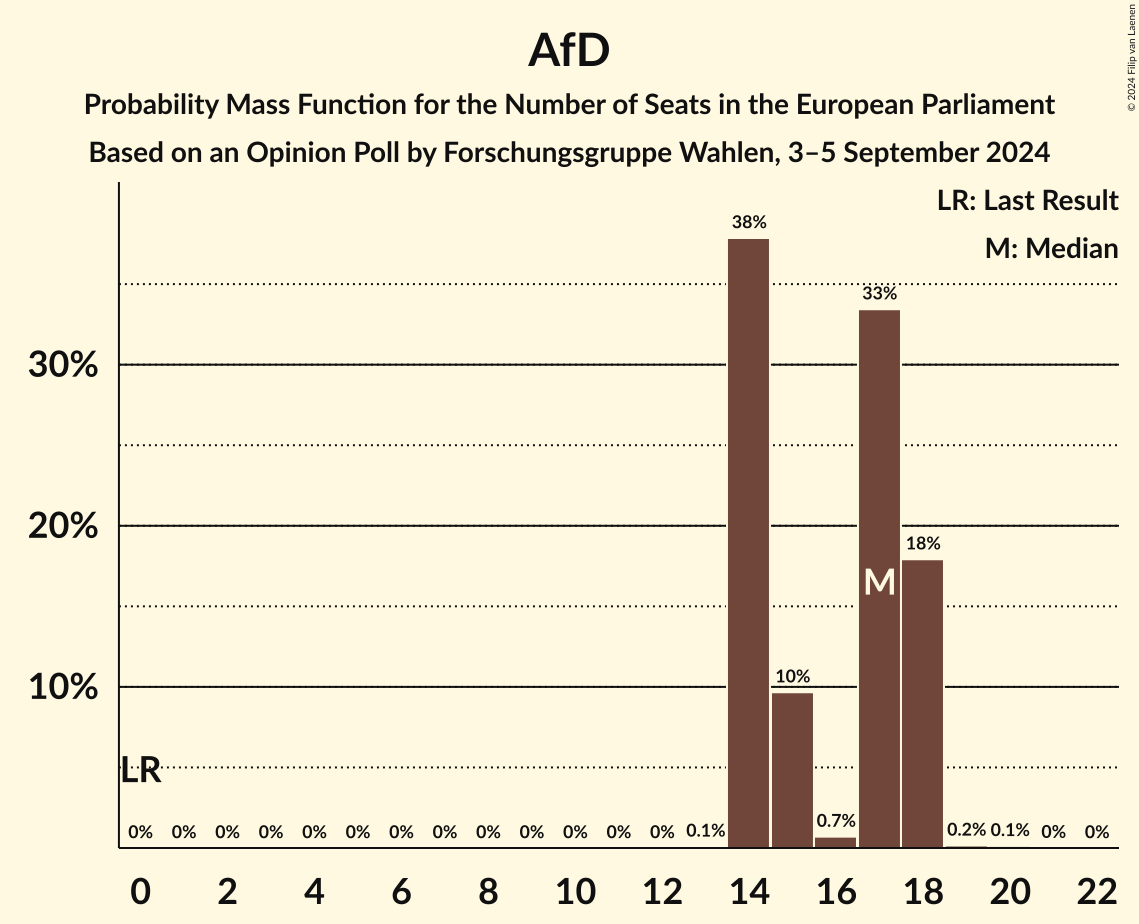 AfD
Probability Mass Function for the Number of Seats in the European Parliament
Based on an Opinion Poll by Forschungsgruppe Wahlen, 3–5 September 2024
© 2024 Filip van Laenen
LR: Last Result
M: Median
38%
33%
30%
20%
18%
M
10%
10%
LR
0% 0% 0% 0% 0% 0% 0% 0% 0% 0% 0% 0% 0% 0.1% 0.7% 0.2% 0.1% 0% 0%
0 2 4 6 8 10 12 14 16 18 20 22